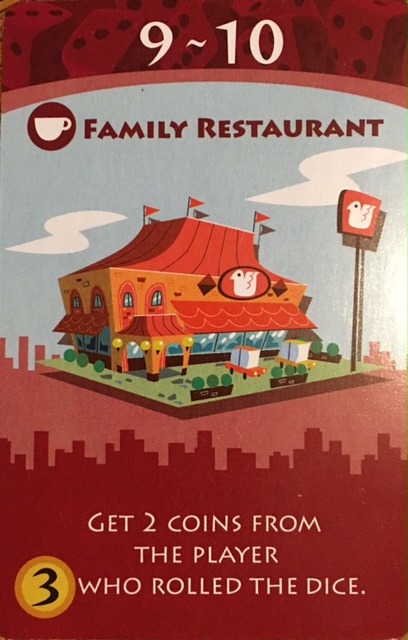 9~10
FAMILY RESTAURANT
GET 2 COINS FROM
THE PLAYER
3 WHO ROLLED THE DICE.